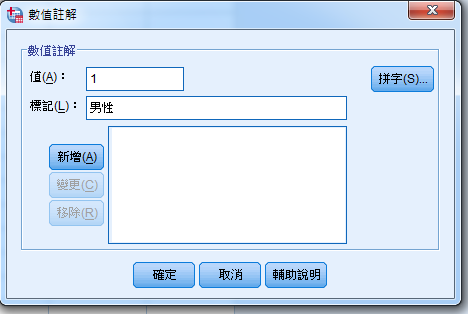 數值註解
數值註解
值(A)： 1
拼字(S)...
標記(L)： 男性
新增(A)
變更(C)
移除(R)
確定 取消 輔助說明